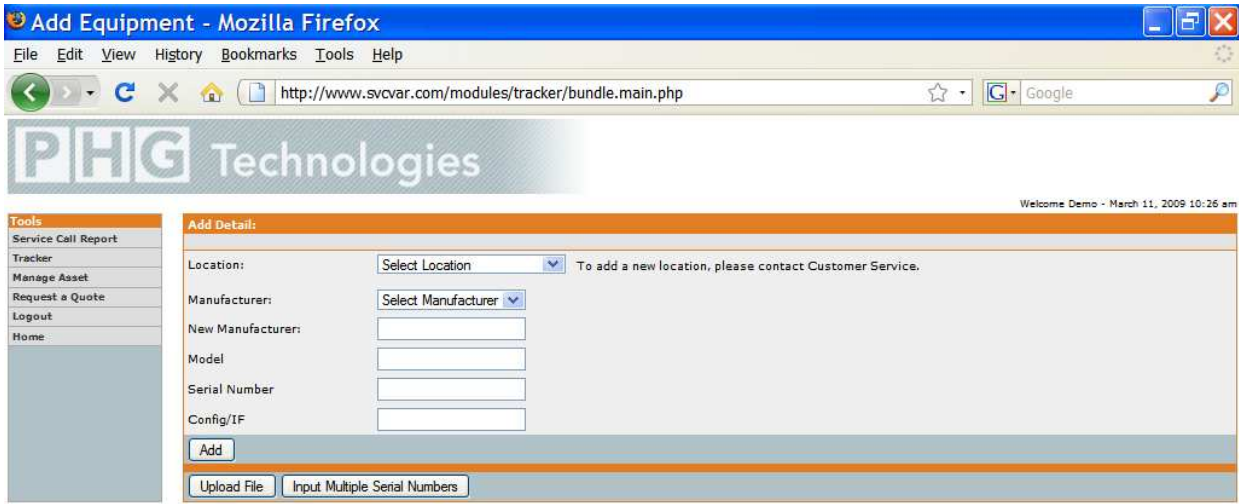 Add Equipment - Mozilla Firefox
File Edit View History Bookmarks Tools Help
http://www.svcvar.com/modules/tracker/bundle.main.php
G Google
PHG Technologies
Welcome Demo - March 11, 2009 10:26 am
Tools
Service Call Report
Tracker
Manage Asset
Request a Quote
Logout
Home
Add Detail:
Location: Select Location To add a new location, please contact Customer Service.
Manufacturer: Select Manufacturer
New Manufacturer:
Model
Serial Number
Config/IF
Add
Upload File Input Multiple Serial Numbers